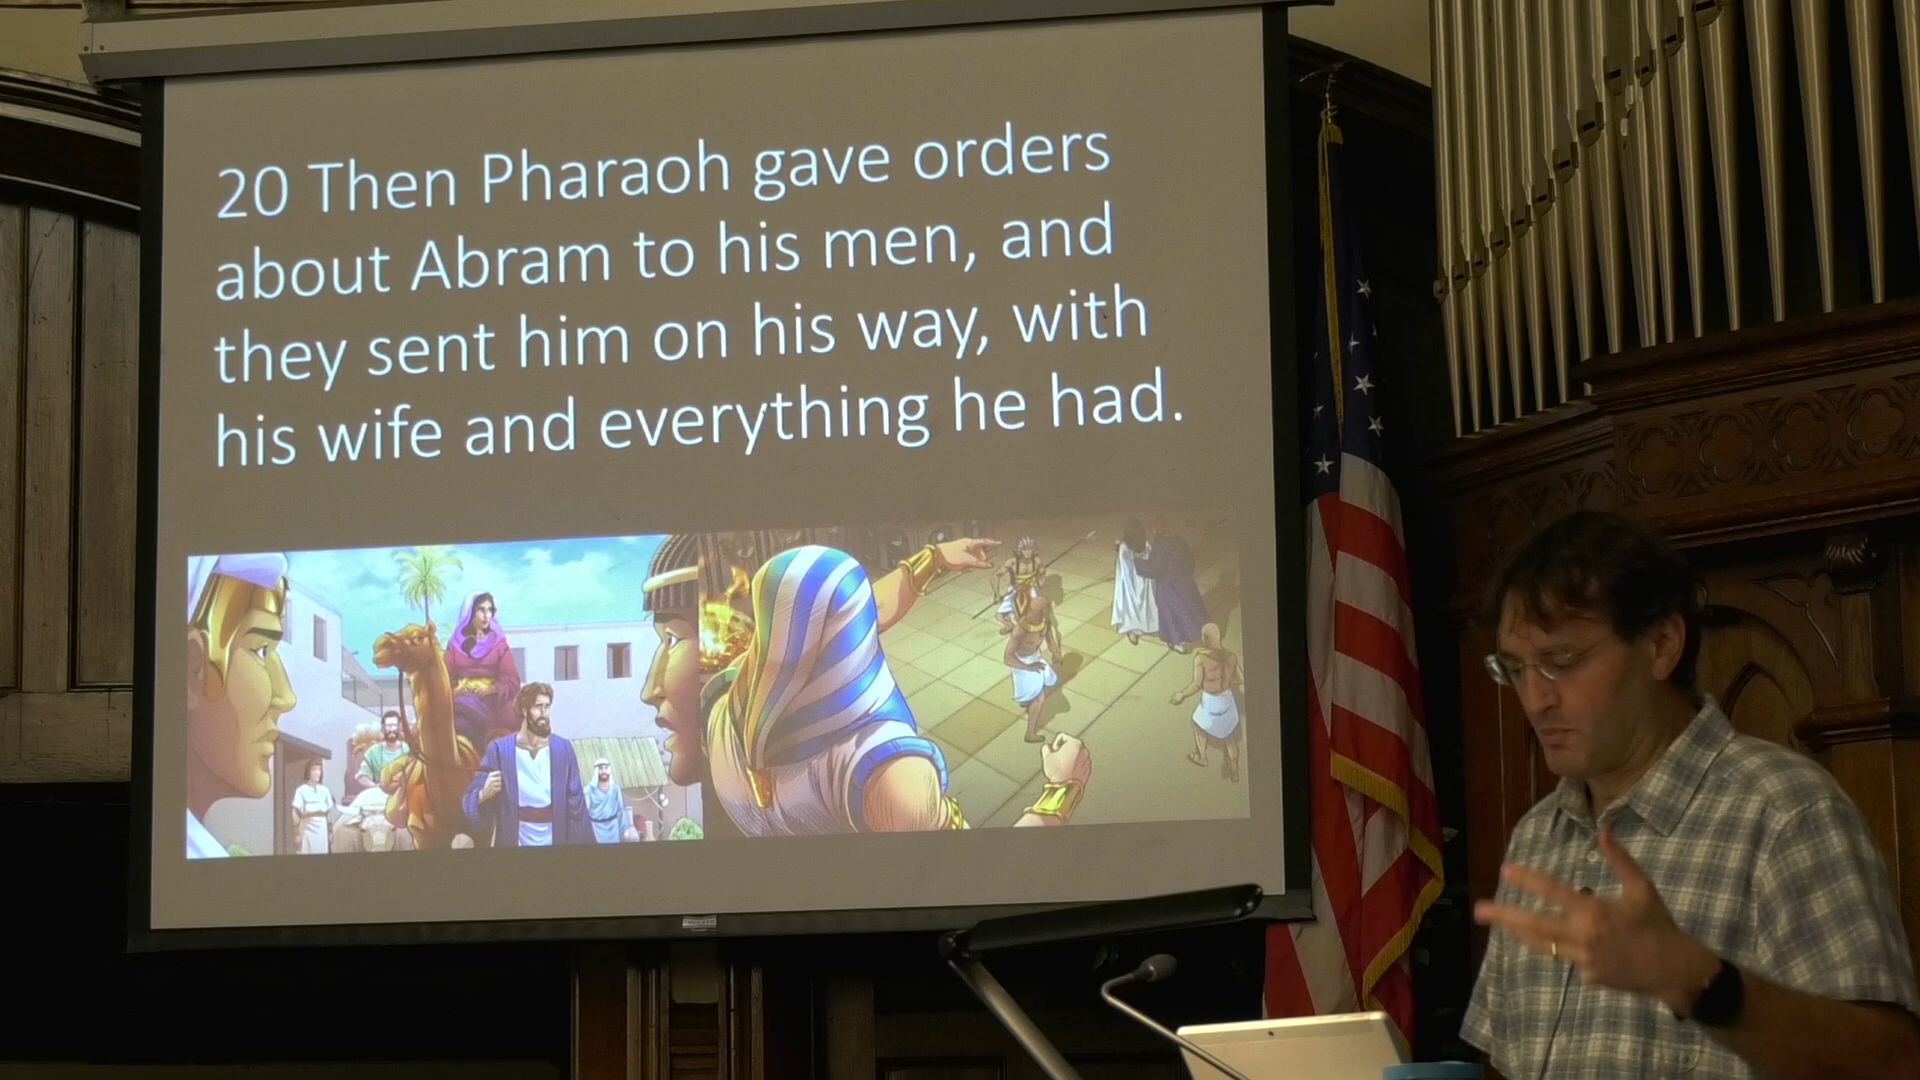 20 Then Pharaoh gave orders
about Abram to his men, and
they sent him on his way, with
his wife and everything he had.